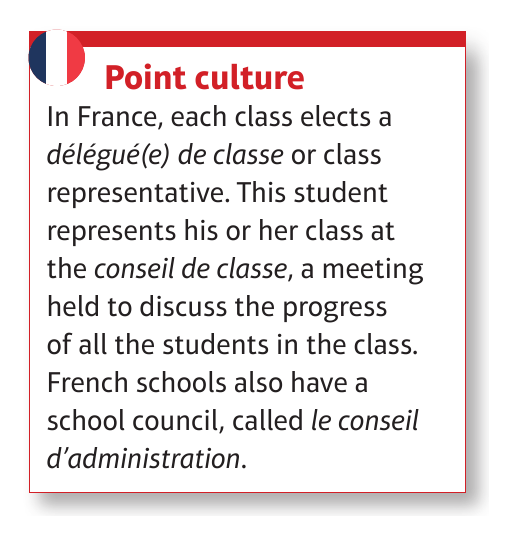 Point culture
In France, each class elects a
délégué(e) de classe or class
representative. This student
represents his or her class at
the conseil de classe, a meeting
held to discuss the progress
of all the students in the class.
French schools also have a
school council, called le conseil
d’administration.